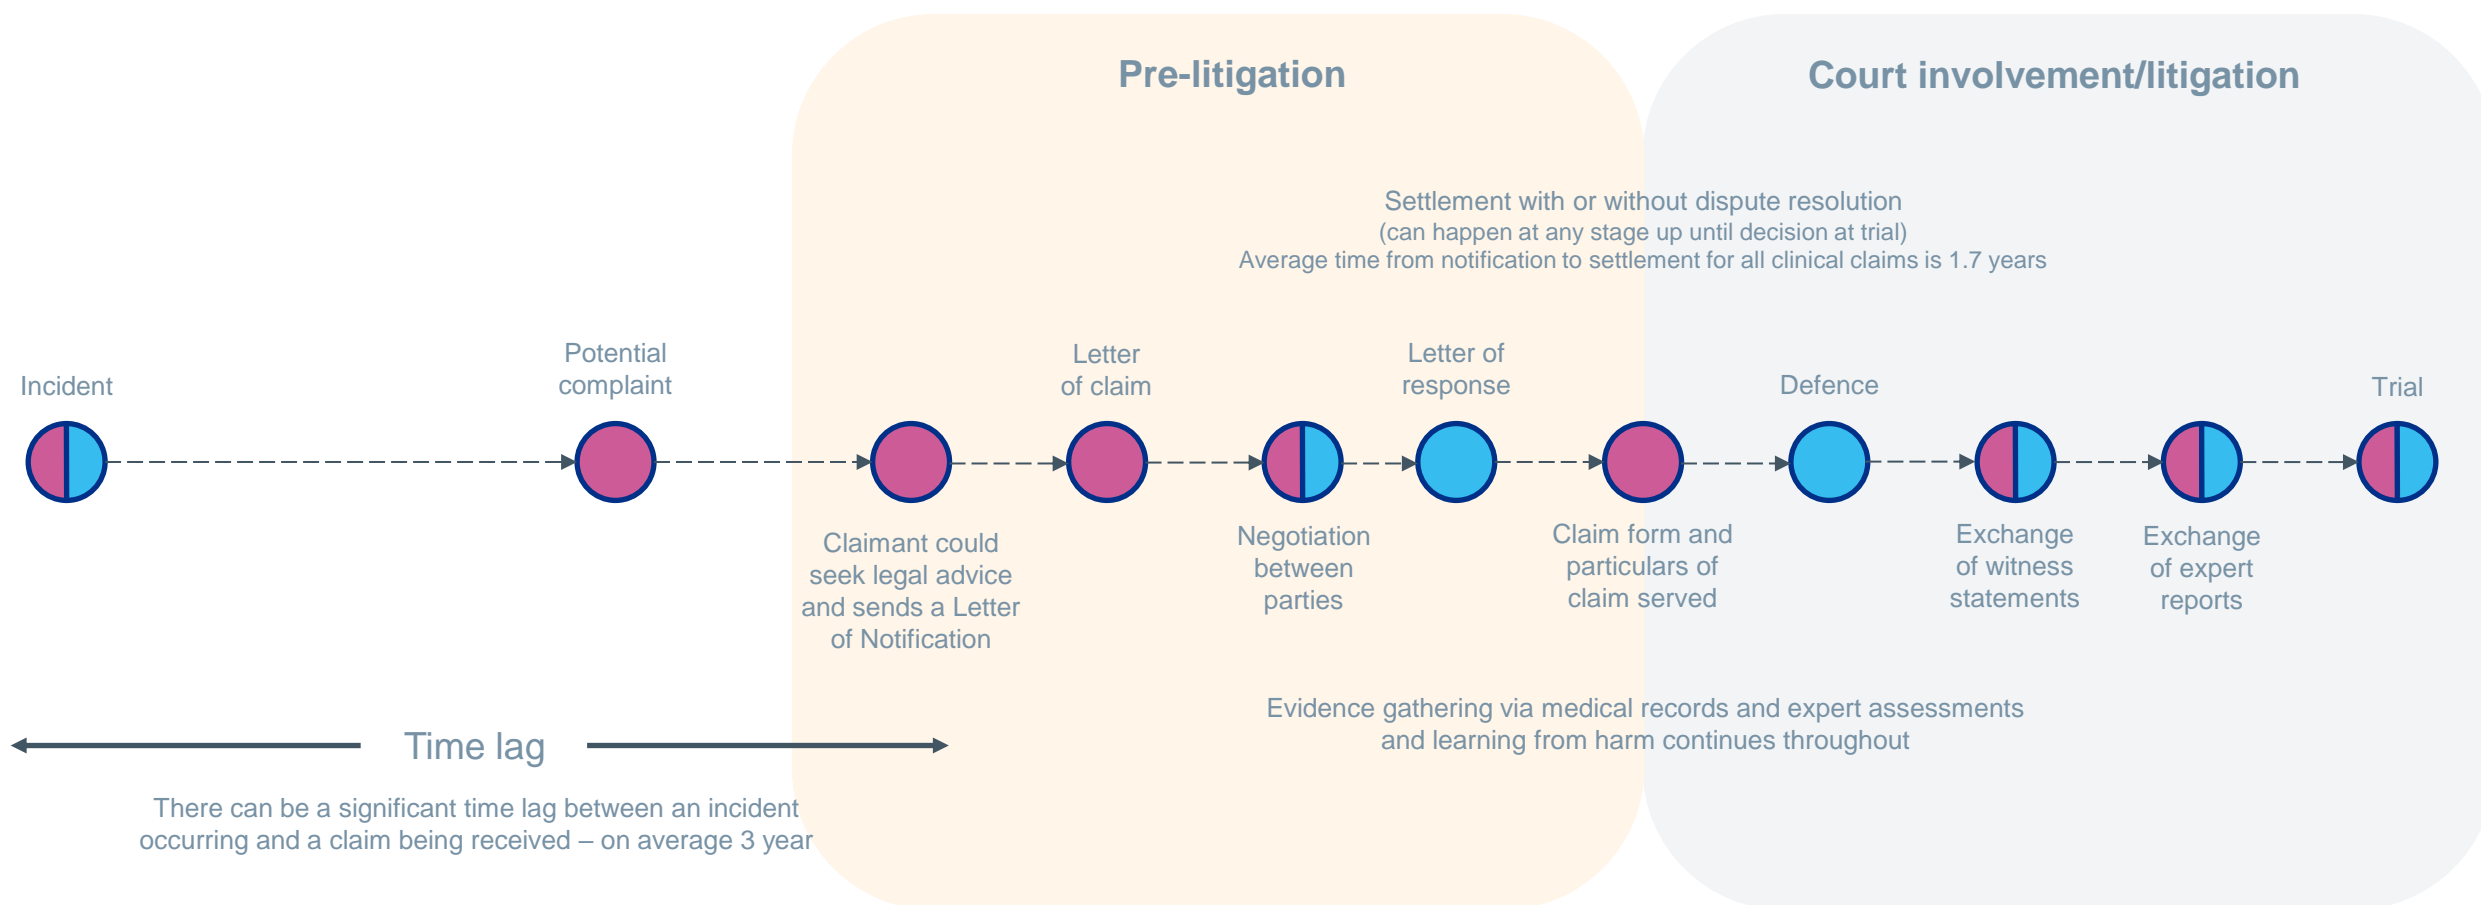 Pre-litigation
Court involvement/litigation
Settlement with or without dispute resolution
(can happen at any stage up until decision at trial)
Average time from notification to settlement for all clinical claims is 1.7 years
Incident
Potential
complaint
Letter
of claim
Letter of
response
Defence
Trial
Claimant could
seek legal advice
and sends a Letter
of Notification
Negotiation
between
parties
Claim form and
particulars of
claim served
Exchange
of witness
statements
Exchange
of expert
reports
Time lag
There can be a significant time lag between an incident
occurring and a claim being received – on average 3 year
Evidence gathering via medical records and expert assessments
and learning from harm continues throughout